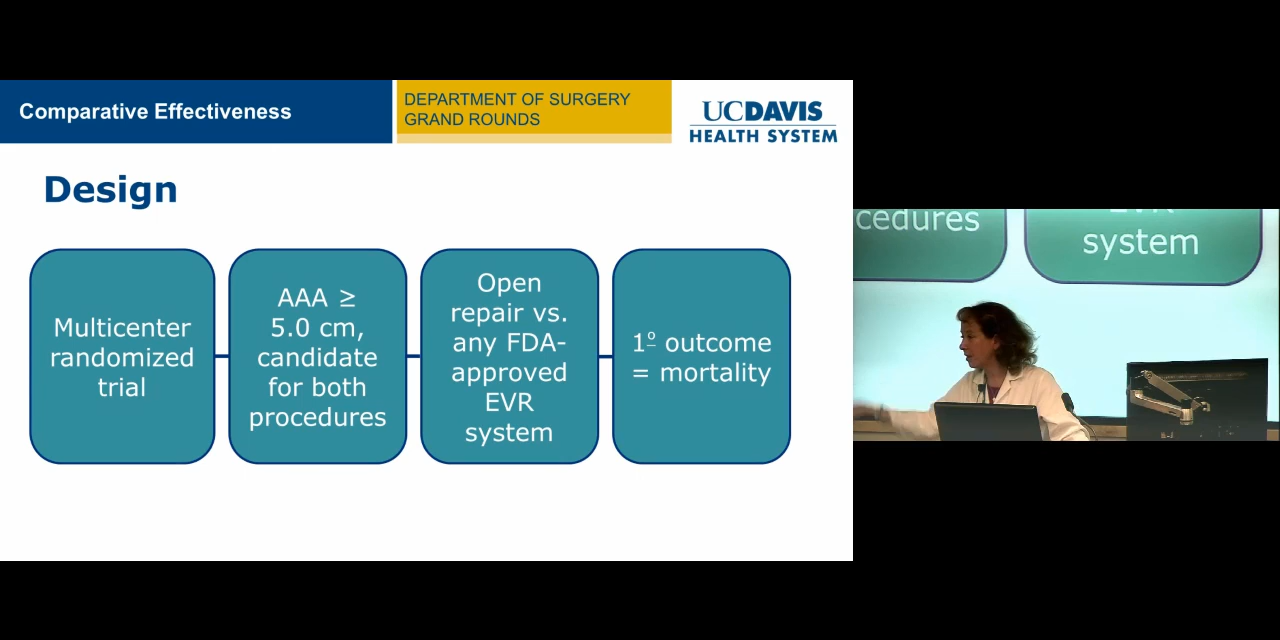 Comparative Effectiveness
DEPARTMENT OF SURGERY
GRAND ROUNDS
UCDAVIS
HEALTH SYSTEM
Design
Multicenter
randomized
trial
AAA ≥
5.0 cm,
candidate
for both
procedures
Open
repair vs.
any FDA-
approved
EVR
system
1º outcome
= mortality
cedures
EVR
system